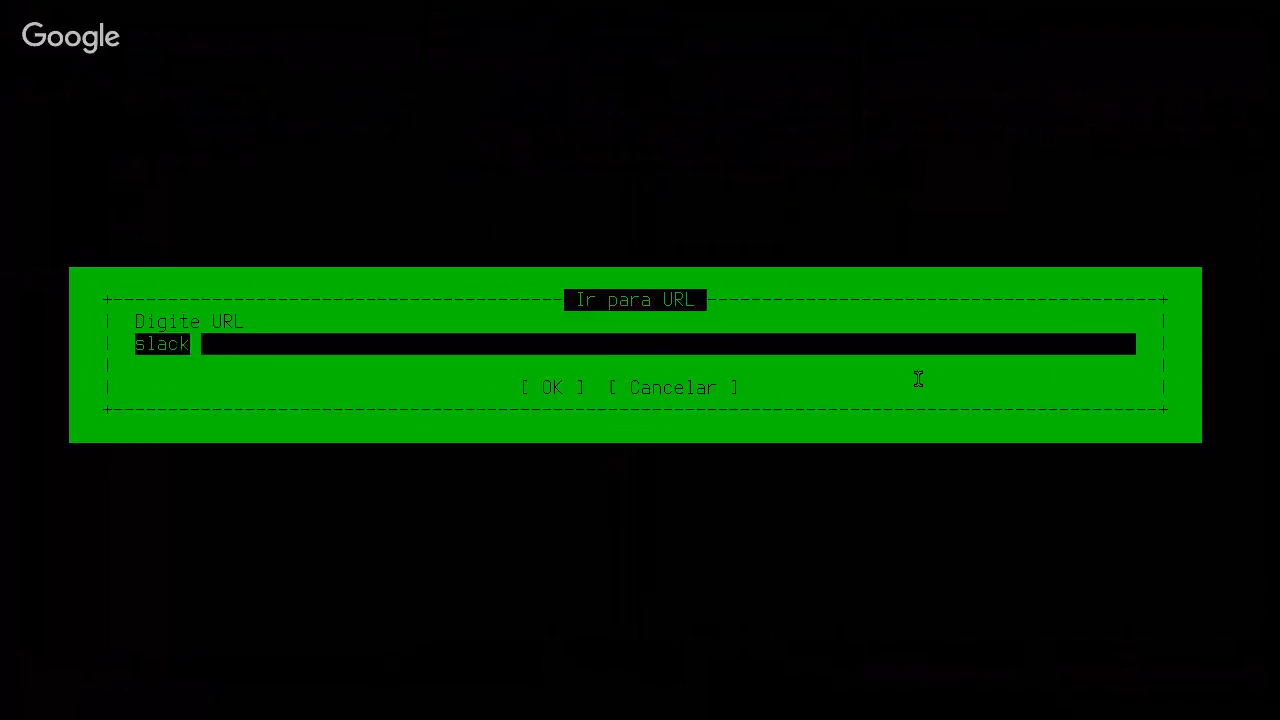 Google
Ir para URL
Digite URL
slack
[ OK ] [ Cancelar ]